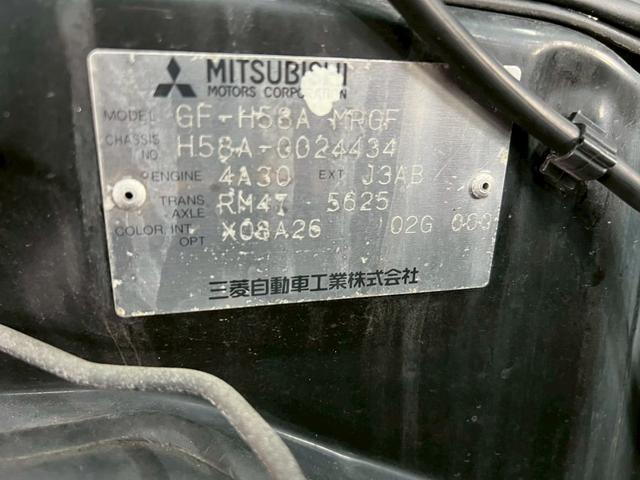 MITSUBISHI
MOTORS CORPORATION
MODEL GF-H58A MRGF
CHASSIS NO H58A-0024434
ENGINE 4A30 EXT J3AB
TRANS. AXLE 5625
COLOR, INT OPT X08A26 02G
三菱自動車工業株式会社